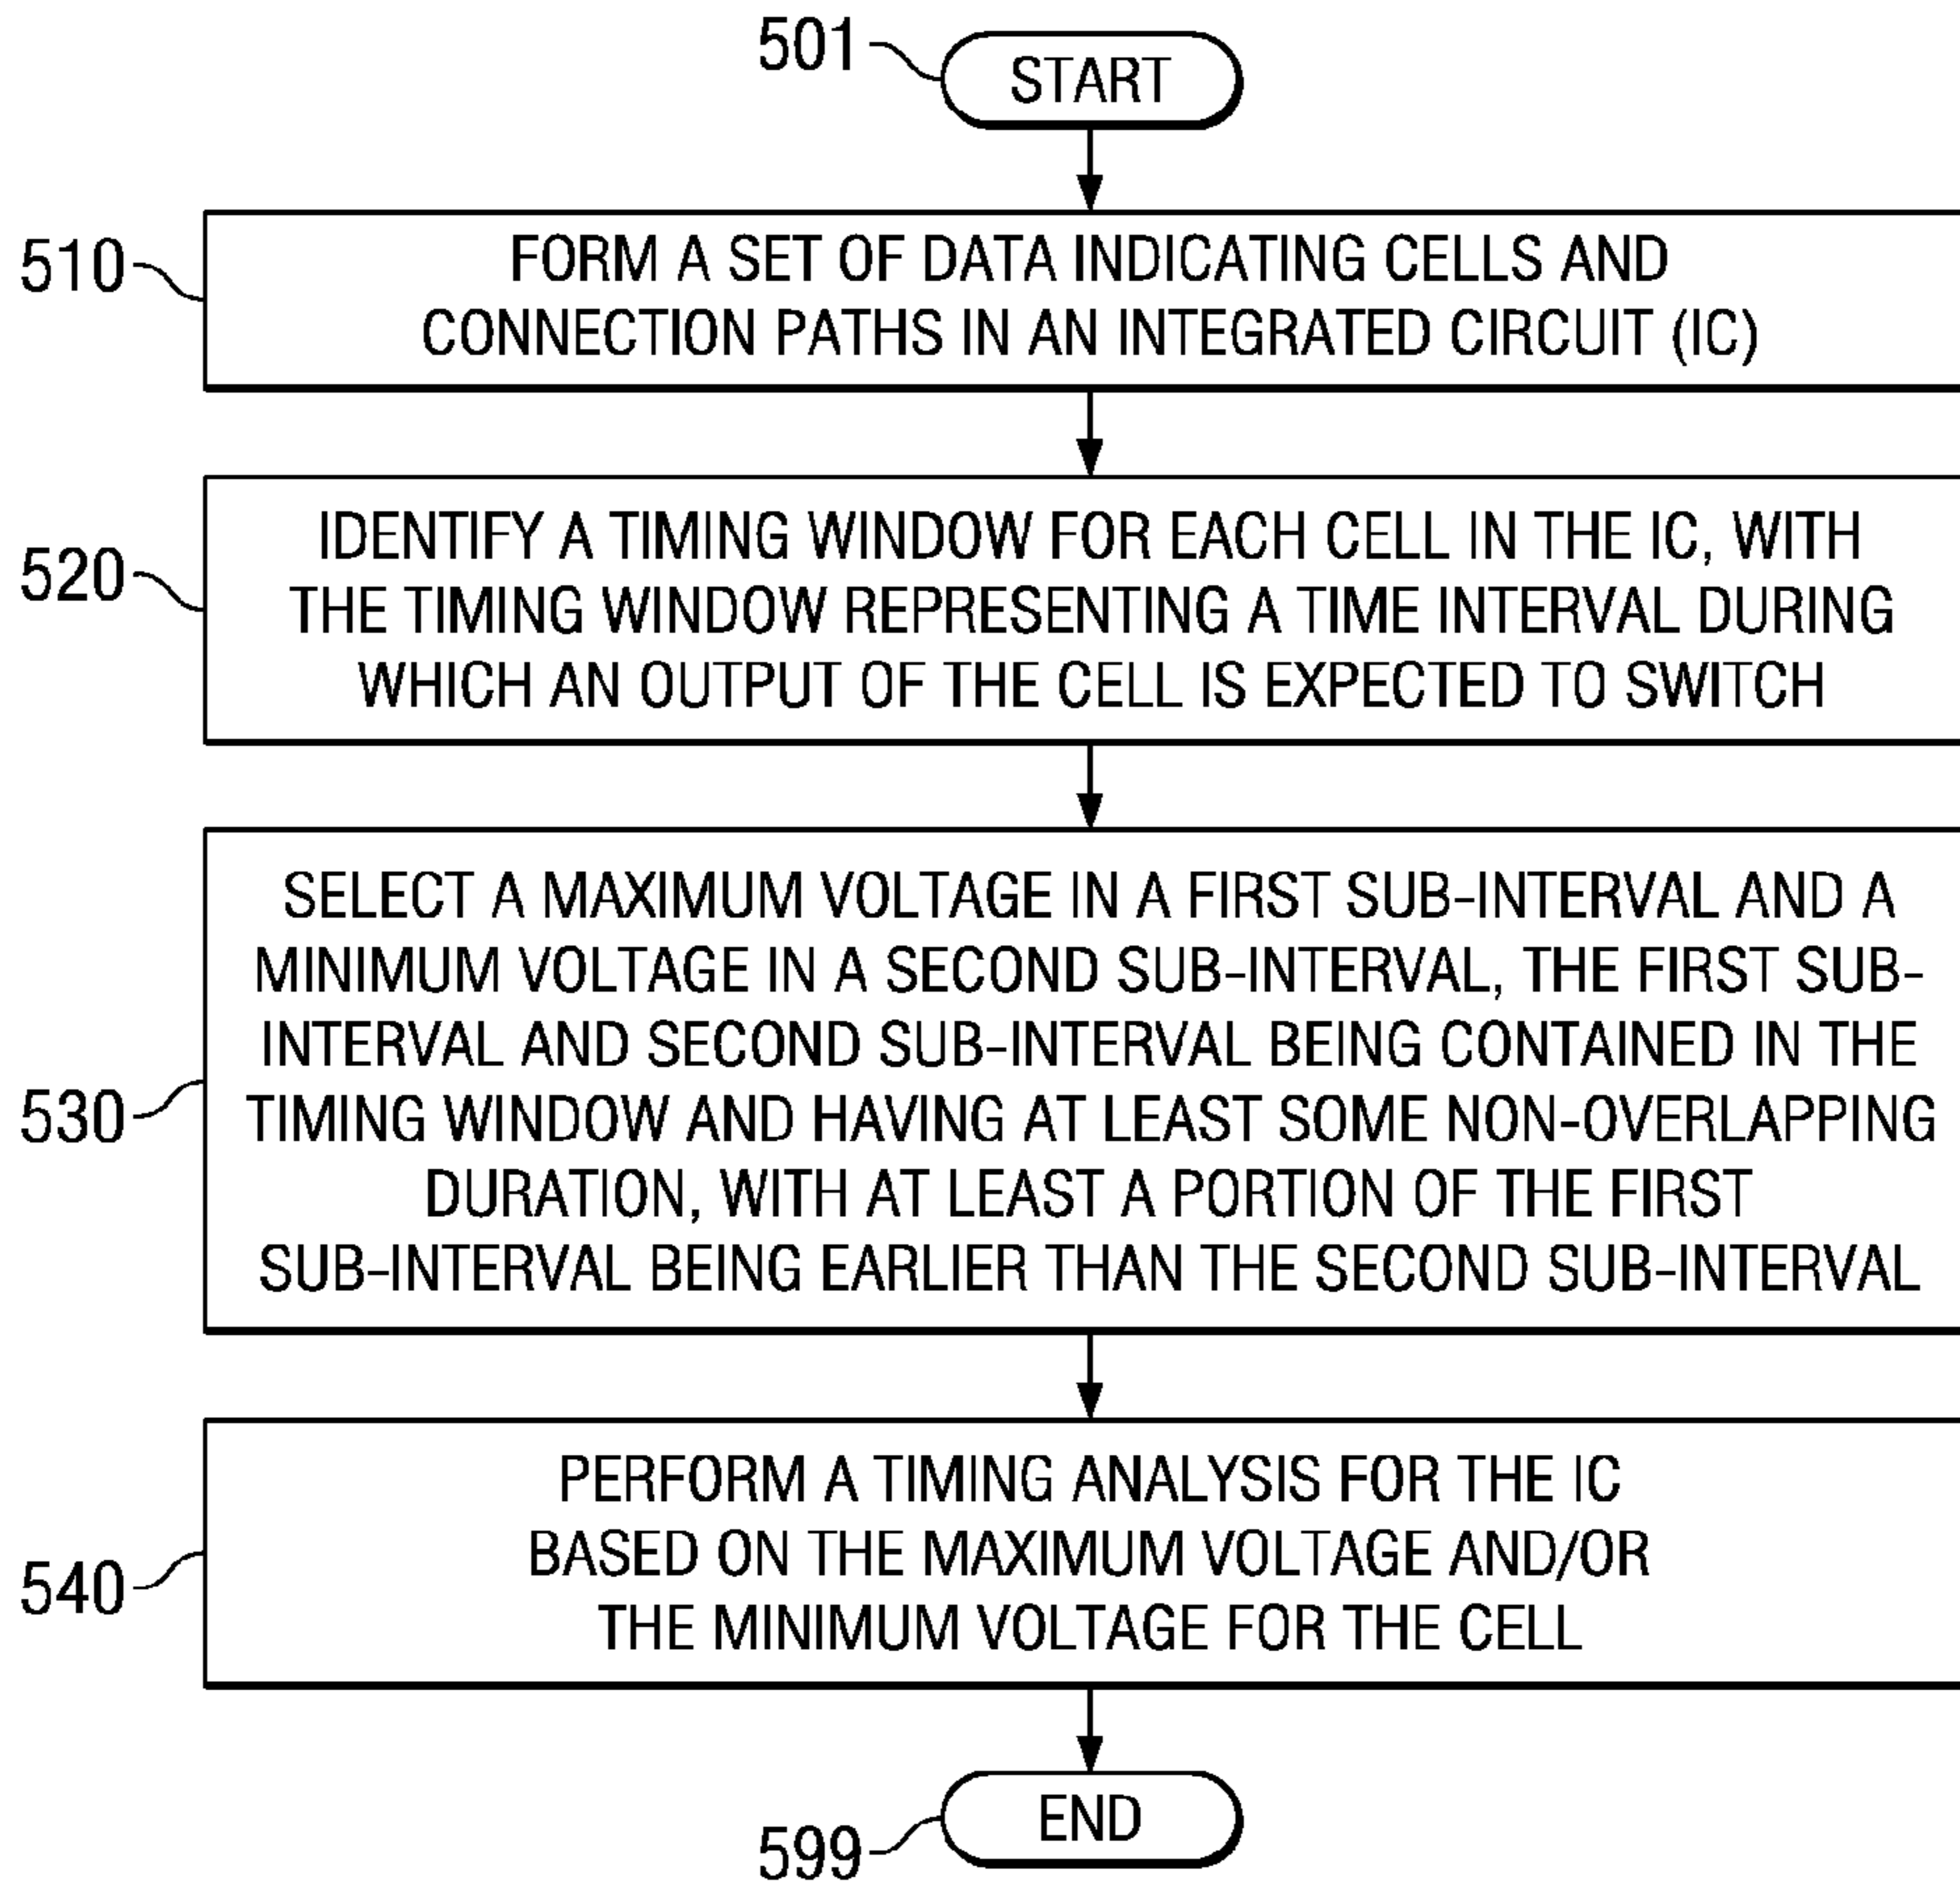 501
START
510
FORM A SET OF DATA INDICATING CELLS AND
CONNECTION PATHS IN AN INTEGRATED CIRCUIT (IC)
520
IDENTIFY A TIMING WINDOW FOR EACH CELL IN THE IC, WITH
THE TIMING WINDOW REPRESENTING A TIME INTERVAL DURING
WHICH AN OUTPUT OF THE CELL IS EXPECTED TO SWITCH
530
SELECT A MAXIMUM VOLTAGE IN A FIRST SUB-INTERVAL AND A
MINIMUM VOLTAGE IN A SECOND SUB-INTERVAL, THE FIRST SUB-
INTERVAL AND SECOND SUB-INTERVAL BEING CONTAINED IN THE
TIMING WINDOW AND HAVING AT LEAST SOME NON-OVERLAPPING
DURATION, WITH AT LEAST A PORTION OF THE FIRST
SUB-INTERVAL BEING EARLIER THAN THE SECOND SUB-INTERVAL
540
PERFORM A TIMING ANALYSIS FOR THE IC
BASED ON THE MAXIMUM VOLTAGE AND/OR
THE MINIMUM VOLTAGE FOR THE CELL
END
599